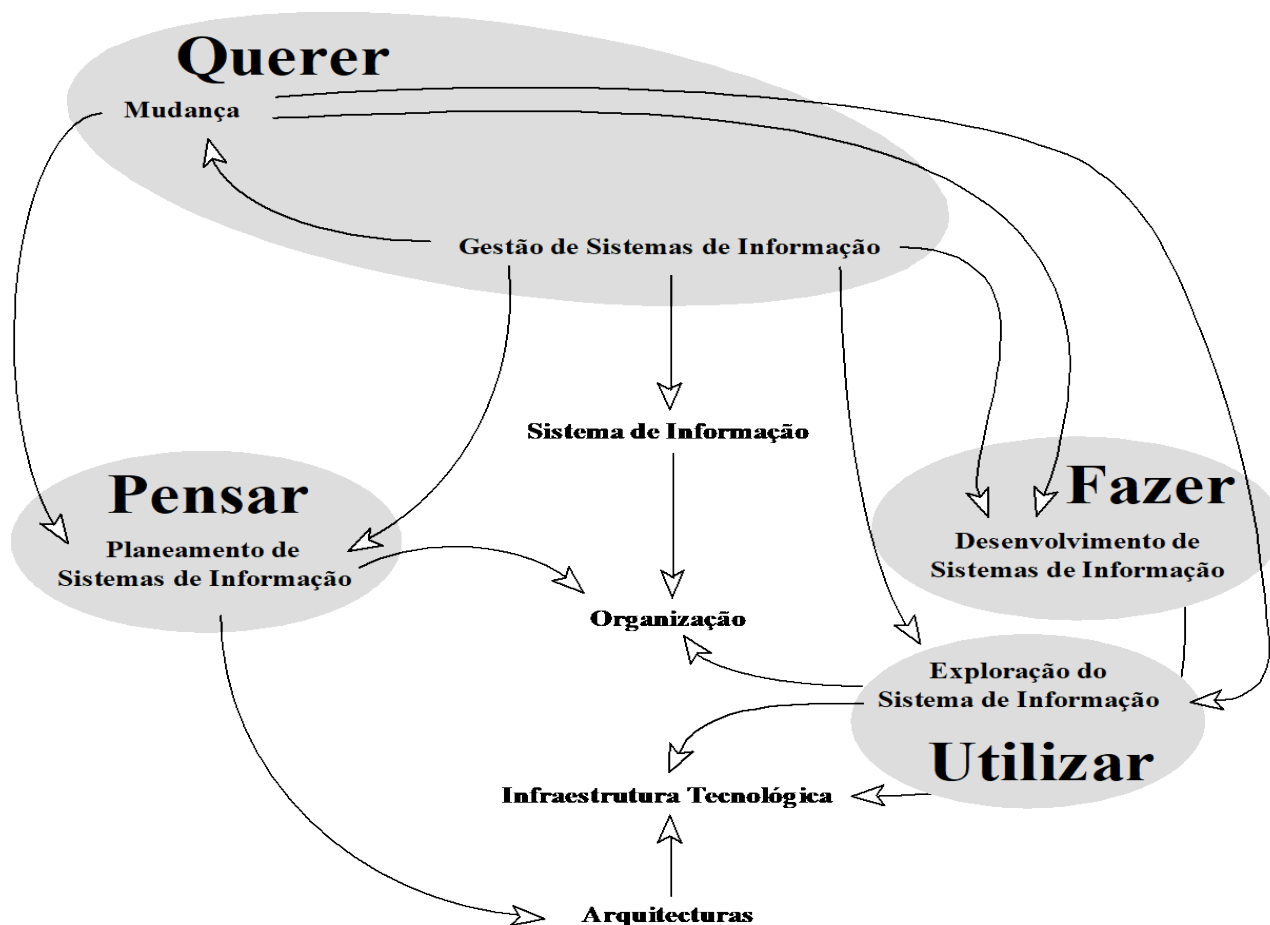 Querer
Mudança
Gestão de Sistemas de Informação
Sistema de Informação
Pensar
Planeamento de
Sistemas de Informação
Fazer
Desenvolvimento de
Sistemas de Informação
Organização
Exploração do
Sistema de Informação
Utilizar
Infraestrutura Tecnológica
Arquitecturas